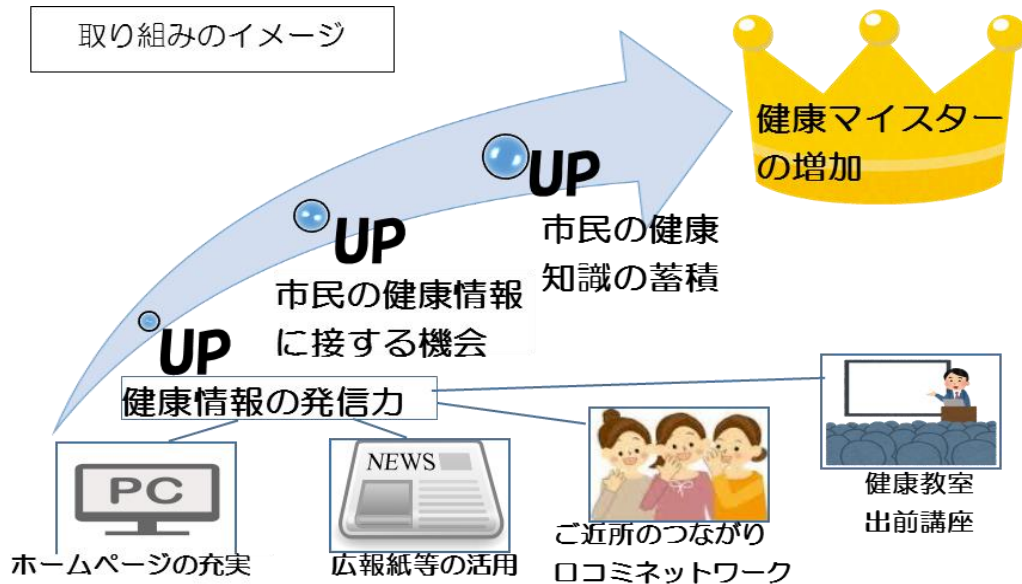 取り組みのイメージ
健康マイスター
の増加
UP
市民の健康
知識の蓄積
UP
市民の健康情報
に接する機会
UP
健康情報の発信力
PC
ホームページの充実
NEWS
広報紙等の活用
ご近所のつながり
口コミネットワーク
健康教室
出前講座